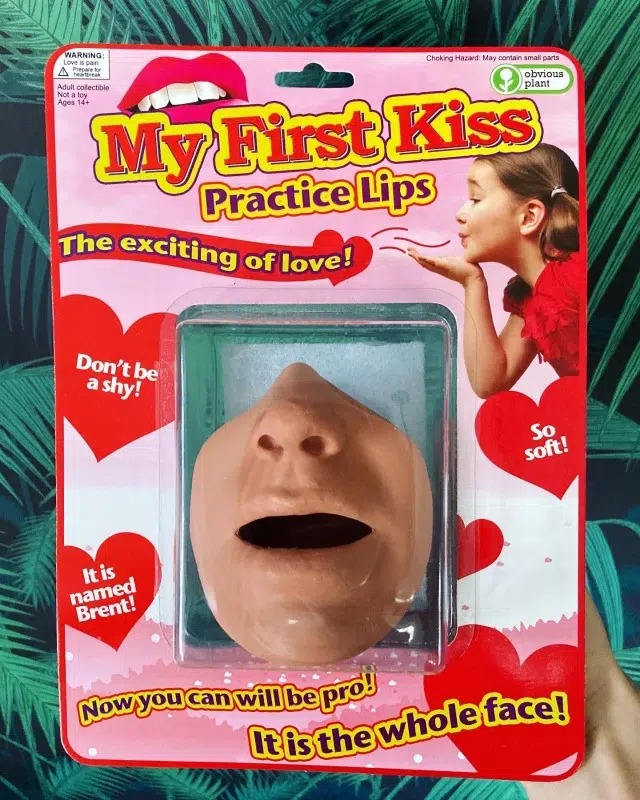 WARNING:
Love is pain
Prepare for
heartbreak
Adult collectible
Not a toy
Ages 14+
Choking Hazard: May contain small parts
obvious
plant
My First Kiss
Practice Lips
The exciting of love!
Don't be
a shy!
So
soft!
It is
named
Brent!
Now you can will be pro!
It is the whole face!